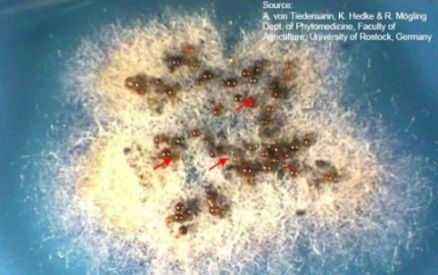 Source:
A. von Tiedemann, K. Hedke & R. Mögling
Dept. of Phytomedicine, Faculty of
Agriculture, University of Rostock, Germany